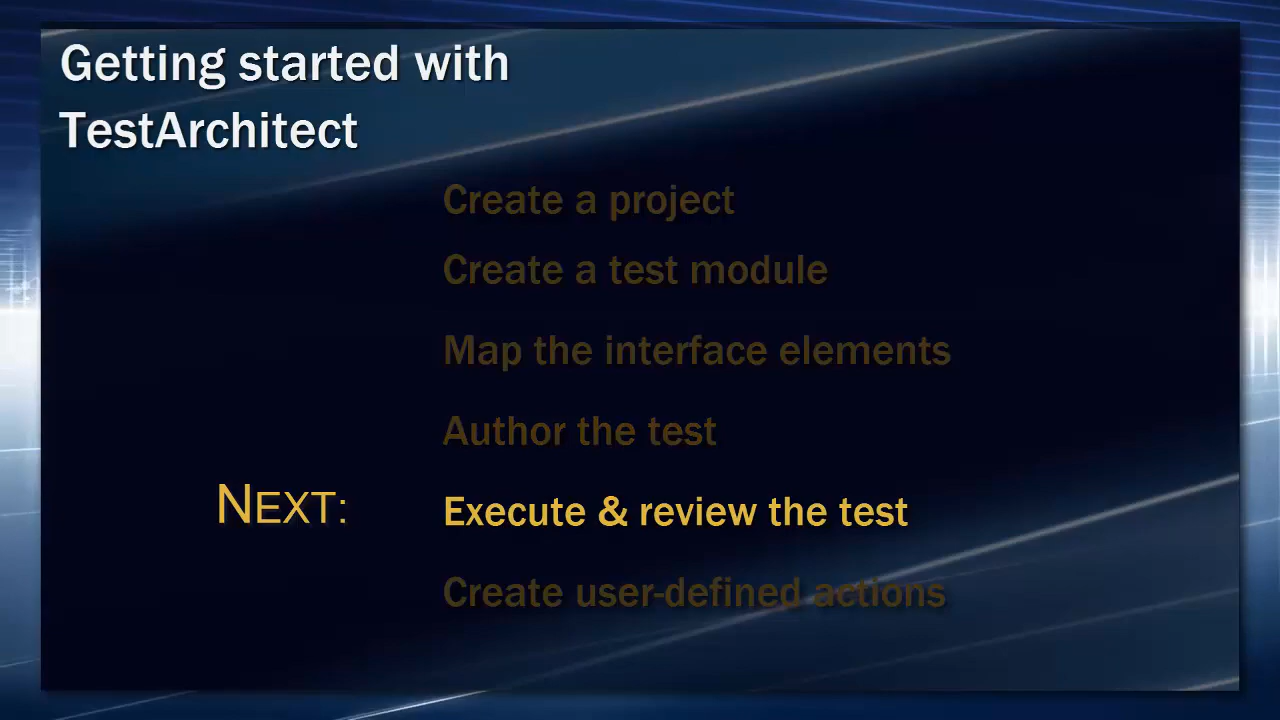 Getting started with
TestArchitect
Create a project
Create a test module
Map the interface elements
Author the test
NEXT: Execute & review the test
Create user-defined actions